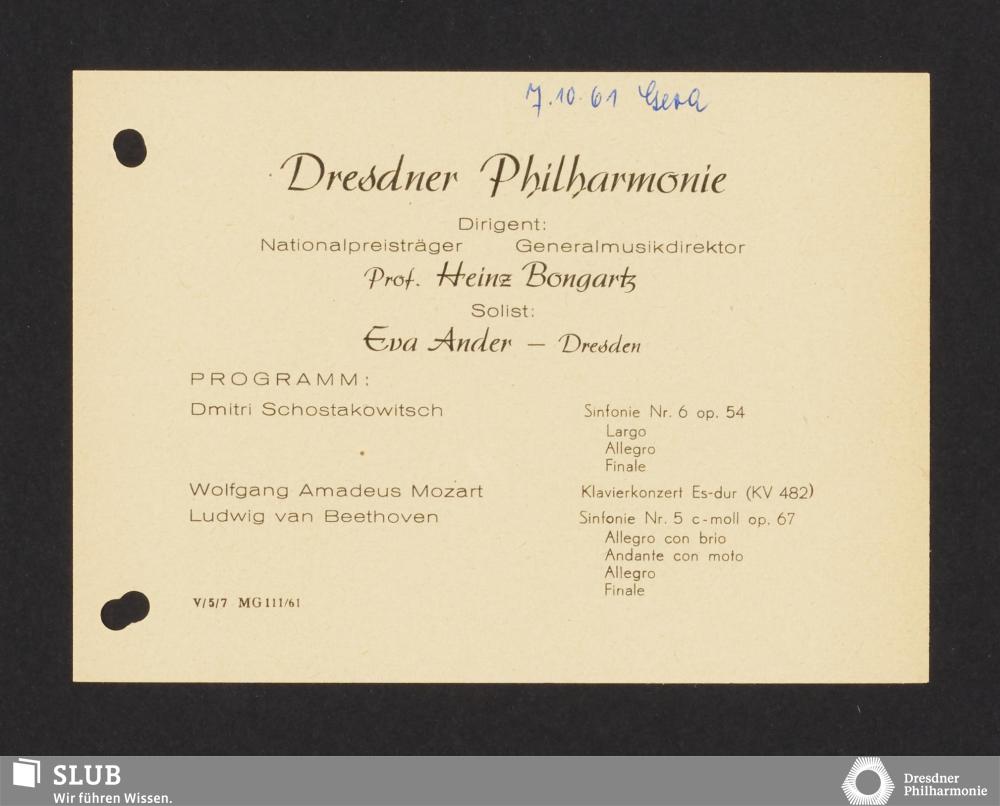 7.10.61 Gera
Dresdner Philharmonie
Dirigent:
Nationalpreisträger Generalmusikdirektor
Prof. Heinz Bongartz
Solist:
Eva Ander — Dresden
PROGRAMM:
Dmitri Schostakowitsch Sinfonie Nr. 6 op. 54
Largo
Allegro
Finale
Wolfgang Amadeus Mozart Klavierkonzert Es-dur (KV 482)
Ludwig van Beethoven Sinfonie Nr. 5 c-moll op. 67
Allegro con brio
Andante con moto
Allegro
Finale
V/5/7 MG 111/61
SLUB
Wir führen Wissen.
Dresdner
Philharmonie